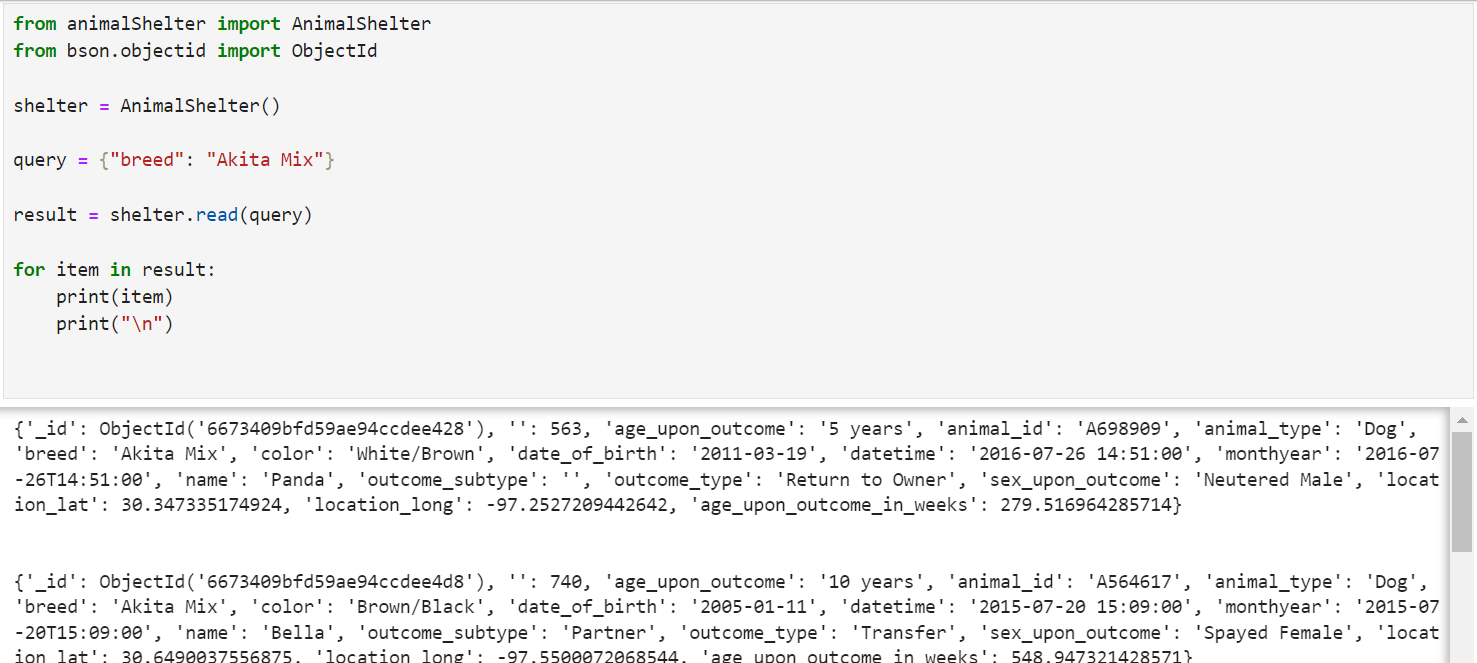 from animalShelter import AnimalShelter
from bson.objectid import ObjectId
shelter = AnimalShelter()
query = {"breed": "Akita Mix"}
result = shelter.read(query)
for item in result:
    print(item)
    print("\n")
{'_id': ObjectId('6673409bfd59ae94ccdee428'), '': 563, 'age_upon_outcome': '5 years', 'animal_id': 'A698909', 'animal_type': 'Dog',
'breed': 'Akita Mix', 'color': 'White/Brown', 'date_of_birth': '2011-03-19', 'datetime': '2016-07-26 14:51:00', 'monthyear': '2016-07
-26T14:51:00', 'name': 'Panda', 'outcome_subtype': '', 'outcome_type': 'Return to Owner', 'sex_upon_outcome': 'Neutered Male', 'locat
ion_lat': 30.347335174924, 'location_long': -97.2527209442642, 'age_upon_outcome_in_weeks': 279.516964285714}
{'_id': ObjectId('6673409bfd59ae94ccdee4d8'), '': 740, 'age_upon_outcome': '10 years', 'animal_id': 'A564617', 'animal_type': 'Dog',
'breed': 'Akita Mix', 'color': 'Brown/Black', 'date_of_birth': '2005-01-11', 'datetime': '2015-07-20 15:09:00', 'monthyear': '2015-07
-20T15:09:00', 'name': 'Bella', 'outcome_subtype': 'Partner', 'outcome_type': 'Transfer', 'sex_upon_outcome': 'Spayed Female', 'locat
ion_lat': 30.6490037556875, 'location_long': -97.5500072068544, 'age_upon_outcome_in_weeks': 548.947321428571}